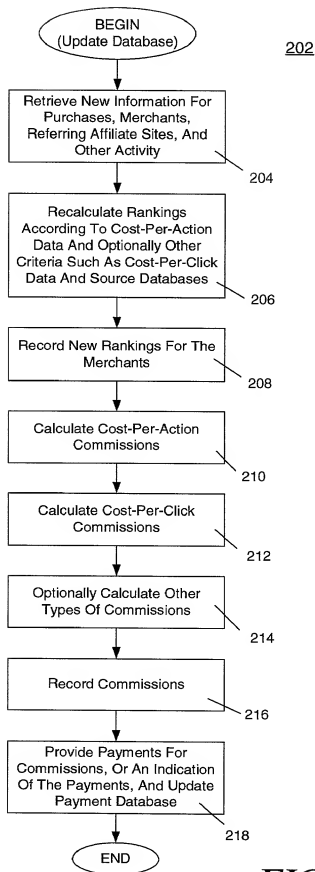 BEGIN
(Update Database)
202
Retrieve New Information For
Purchases, Merchants,
Referring Affiliate Sites, And
Other Activity
204
Recalculate Rankings
According To Cost-Per-Action
Data And Optionally Other
Criteria Such As Cost-Per-Click
Data And Source Databases
206
Record New Rankings For The
Merchants
208
Calculate Cost-Per-Action
Commissions
210
Calculate Cost-Per-Click
Commissions
212
Optionally Calculate Other
Types Of Commissions
214
Record Commissions
216
Provide Payments For
Commissions, Or An Indication
Of The Payments, And Update
Payment Database
218
END